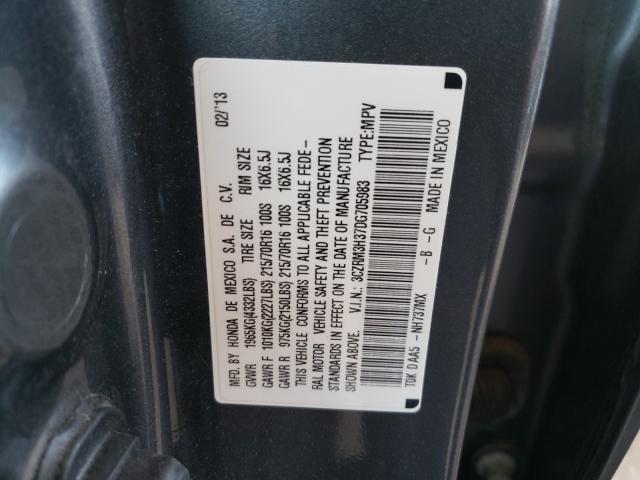 MFD. BY HONDA DE MEXICO S.A. DE C.V. 02/'13
GVWR 1965KG(4332LBS) TIRE SIZE RIM SIZE
GAWR F 1010KG(2227LBS) 215/70R16 100S 16X6.5J
GAWR R 975KG(2150LBS) 215/70R16 100S 16X6.5J
THIS VEHICLE CONFORMS TO ALL APPLICABLE FEDE-
RAL MOTOR VEHICLE SAFETY AND THEFT PREVENTION
STANDARDS IN EFFECT ON THE DATE OF MANUFACTURE
SHOWN ABOVE. V.I.N.: 3CZRM3H37DG705983 TYPE:MPV
TOK D AA5 -NH737MX -B -G MADE IN MEXICO